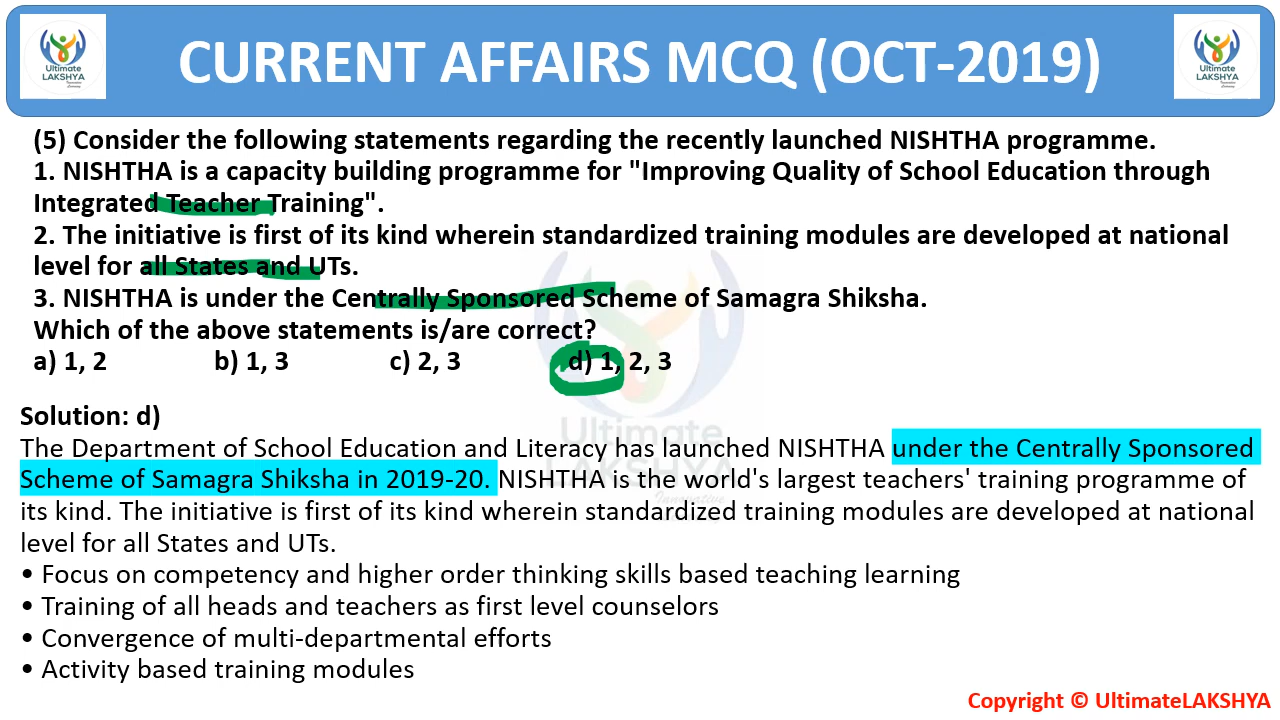 Ultimate
LAKSHYA
CURRENT AFFAIRS MCQ (OCT-2019)
Ultimate
LAKSHYA
(5) Consider the following statements regarding the recently launched NISHTHA programme.
1. NISHTHA is a capacity building programme for "Improving Quality of School Education through
Integrated Teacher Training".
2. The initiative is first of its kind wherein standardized training modules are developed at national
level for all States and UTs.
3. NISHTHA is under the Centrally Sponsored Scheme of Samagra Shiksha.
Which of the above statements is/are correct?
a) 1, 2 b) 1, 3 c) 2, 3 d) 1, 2, 3
Solution: d)
The Department of School Education and Literacy has launched NISHTHA under the Centrally Sponsored
Scheme of Samagra Shiksha in 2019-20. NISHTHA is the world's largest teachers' training programme of
its kind. The initiative is first of its kind wherein standardized training modules are developed at national
level for all States and UTs.
• Focus on competency and higher order thinking skills based teaching learning
• Training of all heads and teachers as first level counselors
• Convergence of multi-departmental efforts
• Activity based training modules
Ultimate
LAKSHYA
Innovative
Copyright © UltimateLAKSHYA